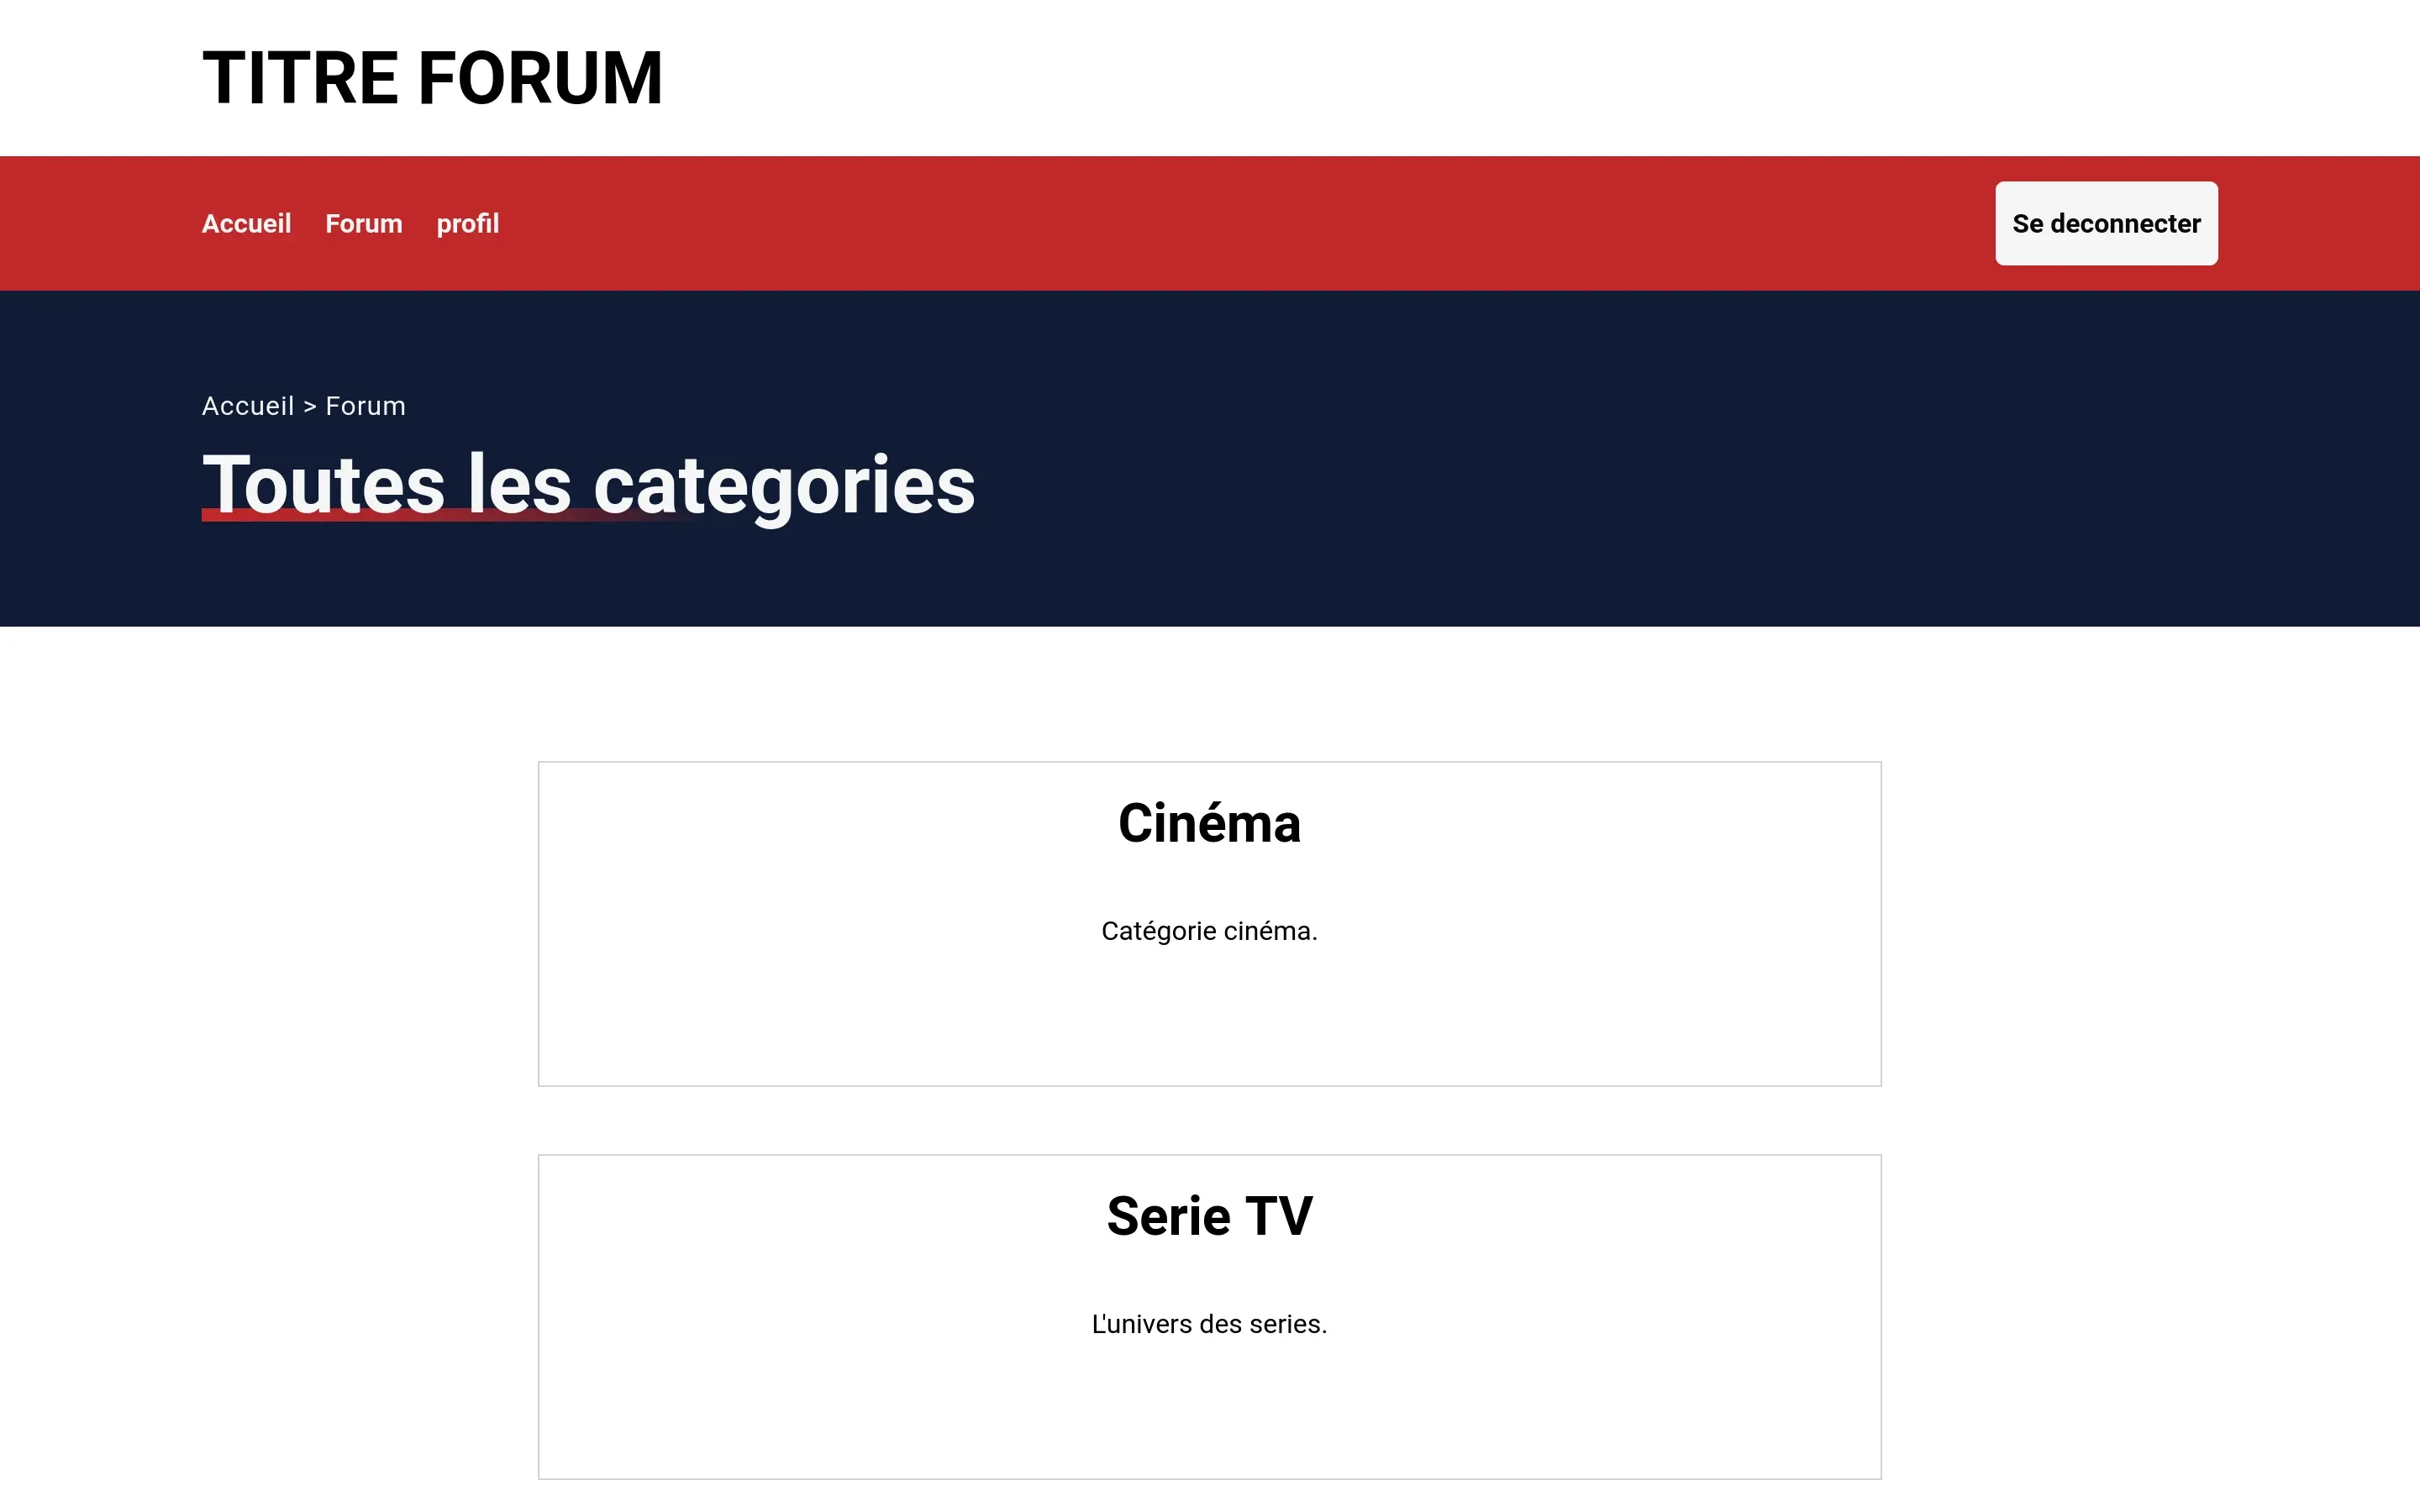 TITRE FORUM
Accueil Forum profil Se deconnecter
Accueil > Forum
Toutes les categories
Cinéma
Catégorie cinéma.
Serie TV
L'univers des series.